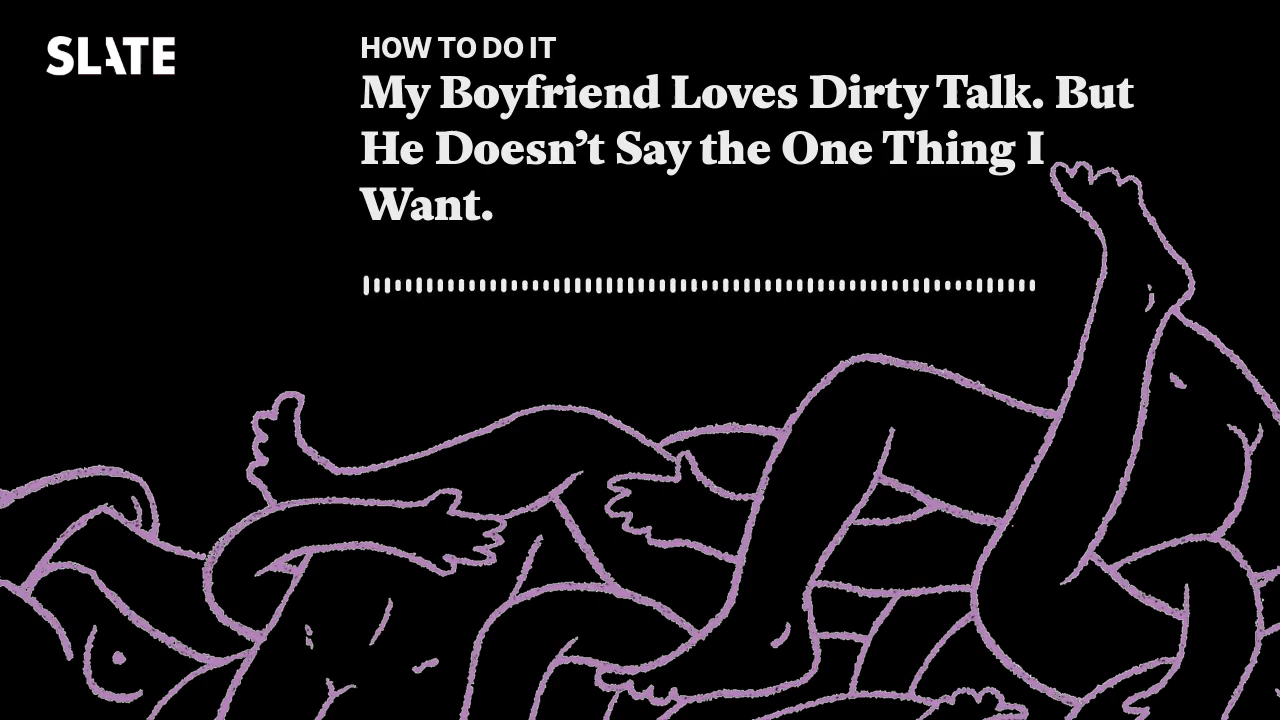 SLATE
HOW TO DO IT
My Boyfriend Loves Dirty Talk. But
He Doesn’t Say the One Thing I
Want.